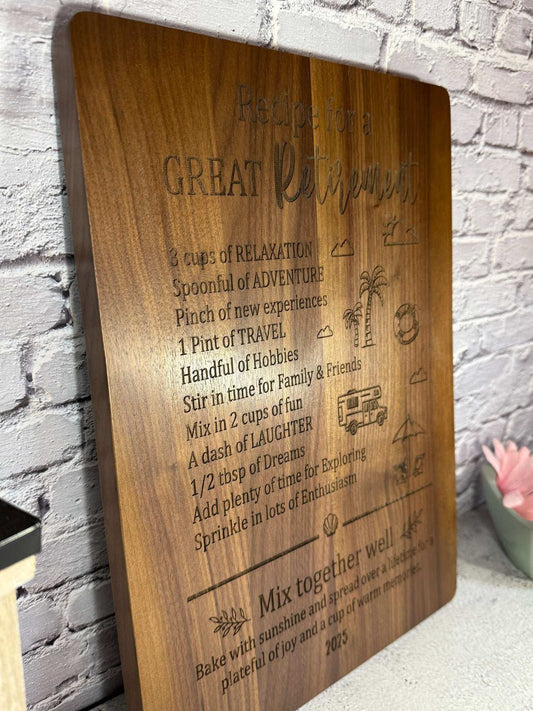 Recipe for a
GREAT Retirement
3 cups of RELAXATION
Spoonful of ADVENTURE
Pinch of new experiences
1 Pint of TRAVEL
Handful of Hobbies
Stir in time for Family & Friends
Mix in 2 cups of fun
A dash of LAUGHTER
1/2 tbsp of Dreams
Add plenty of time for Exploring
Sprinkle in lots of Enthusiasm
Mix together well
Bake with sunshine and spread over a lifetime for a
plateful of joy and a cup of warm memories.
2025